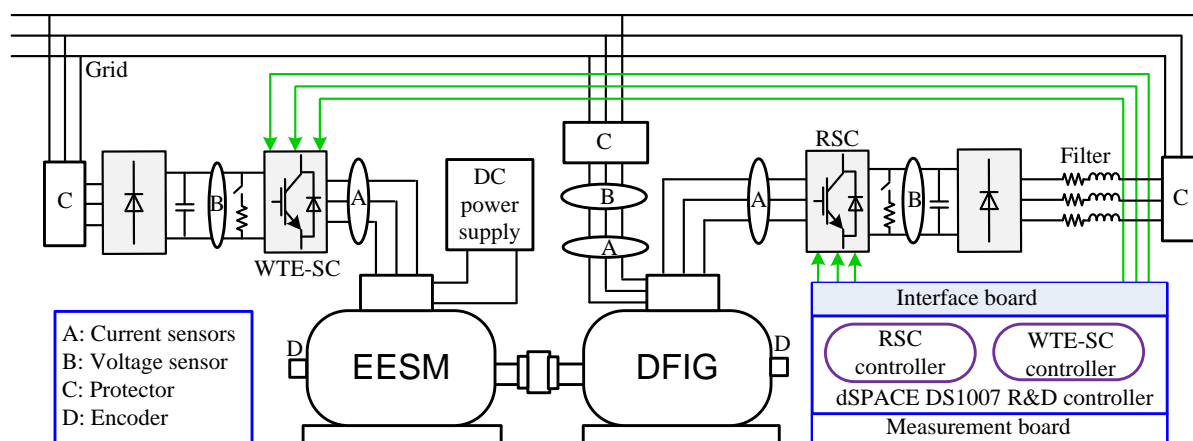 Grid
C
B
A
WTE-SC
DC
power
supply
C
B
A
RSC
A
B
Filter
C
A: Current sensors
B: Voltage sensor
C: Protector
D: Encoder
D
EESM
DFIG
D
Interface board
RSC
controller
WTE-SC
controller
dSPACE DS1007 R&D controller
Measurement board